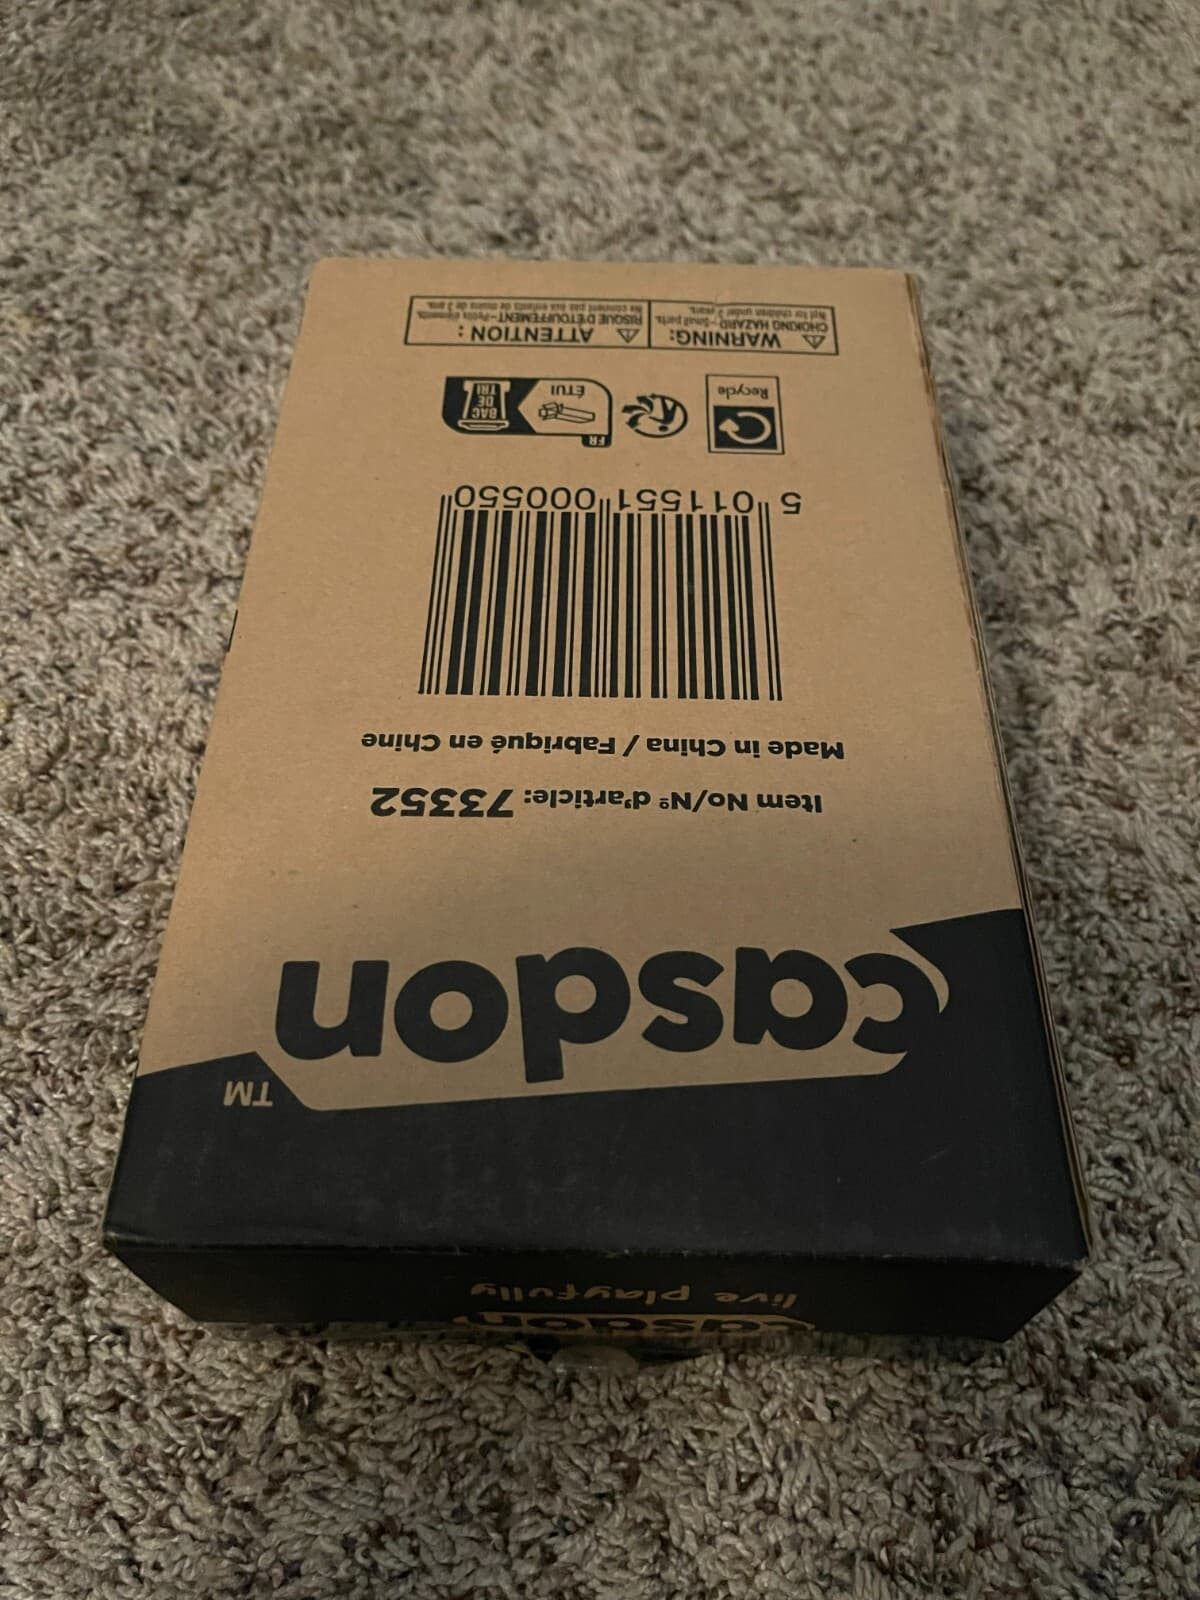 live playfully
casdon
TM
Item No/N° d'article: 73352
Made in China / Fabriqué en Chine
5 011551 000550
Recycle
FR
ÉTUI
BAC
DE
TRI
WARNING:
CHOKING HAZARD-Small parts.
Not for children under 3 years.
ATTENTION :
RISQUE D'ÉTOUFFEMENT-Petits éléments.
Ne convient pas aux enfants de moins de 3 ans.